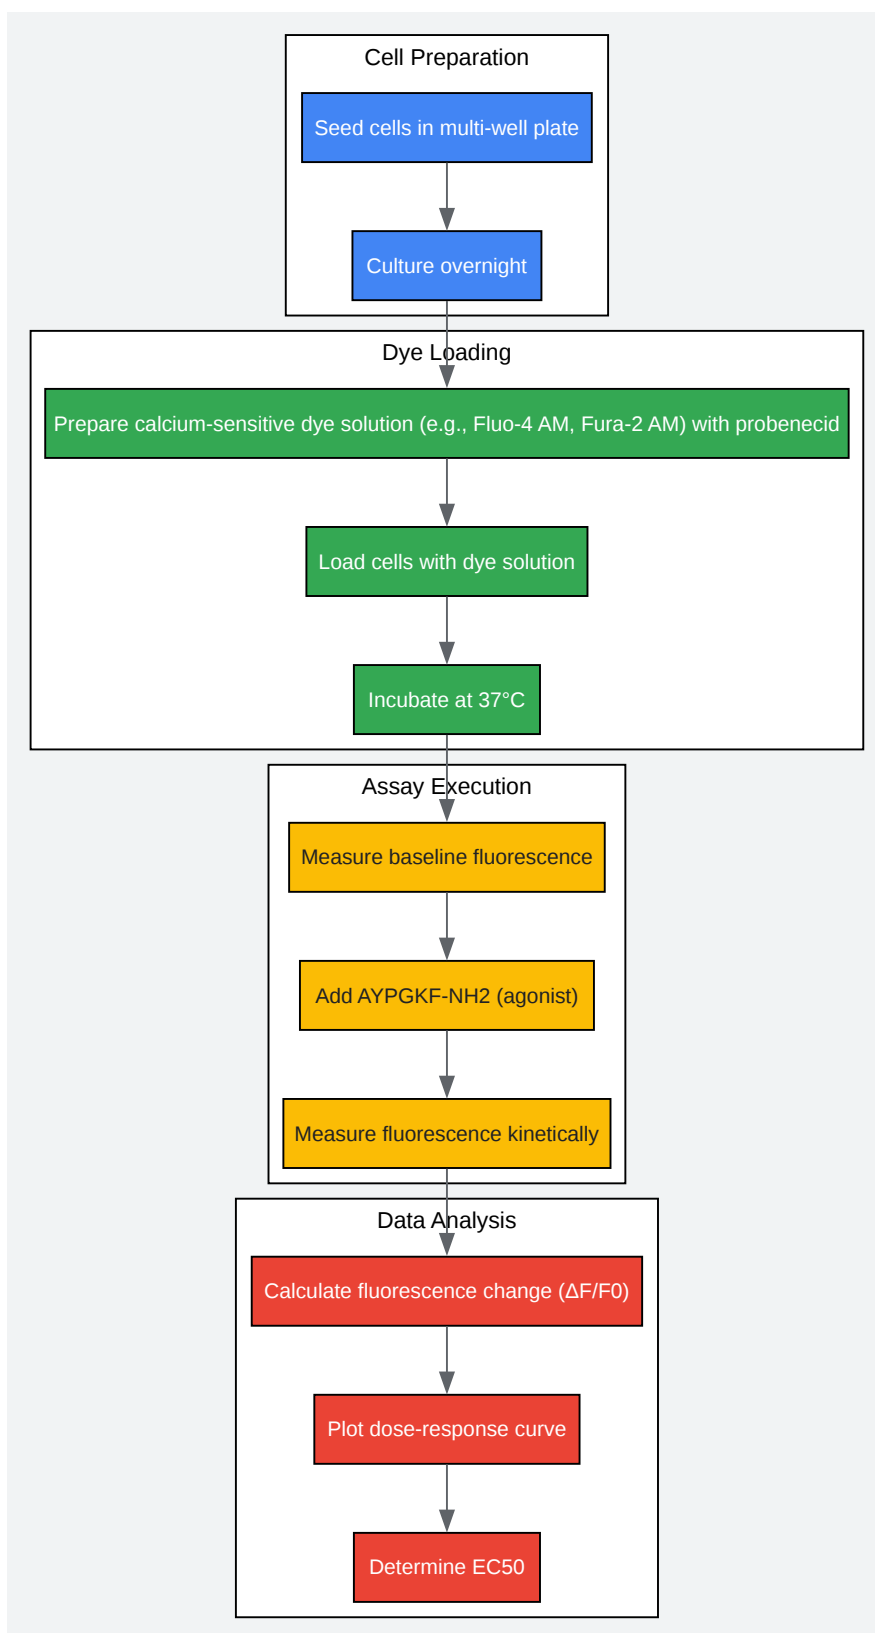 Cell Preparation
Seed cells in multi-well plate
Culture overnight
Dye Loading
Prepare calcium-sensitive dye solution (e.g., Fluo-4 AM, Fura-2 AM) with probenecid
Load cells with dye solution
Incubate at 37°C
Assay Execution
Measure baseline fluorescence
Add AYPGKF-NH2 (agonist)
Measure fluorescence kinetically
Data Analysis
Calculate fluorescence change (ΔF/F0)
Plot dose-response curve
Determine EC50